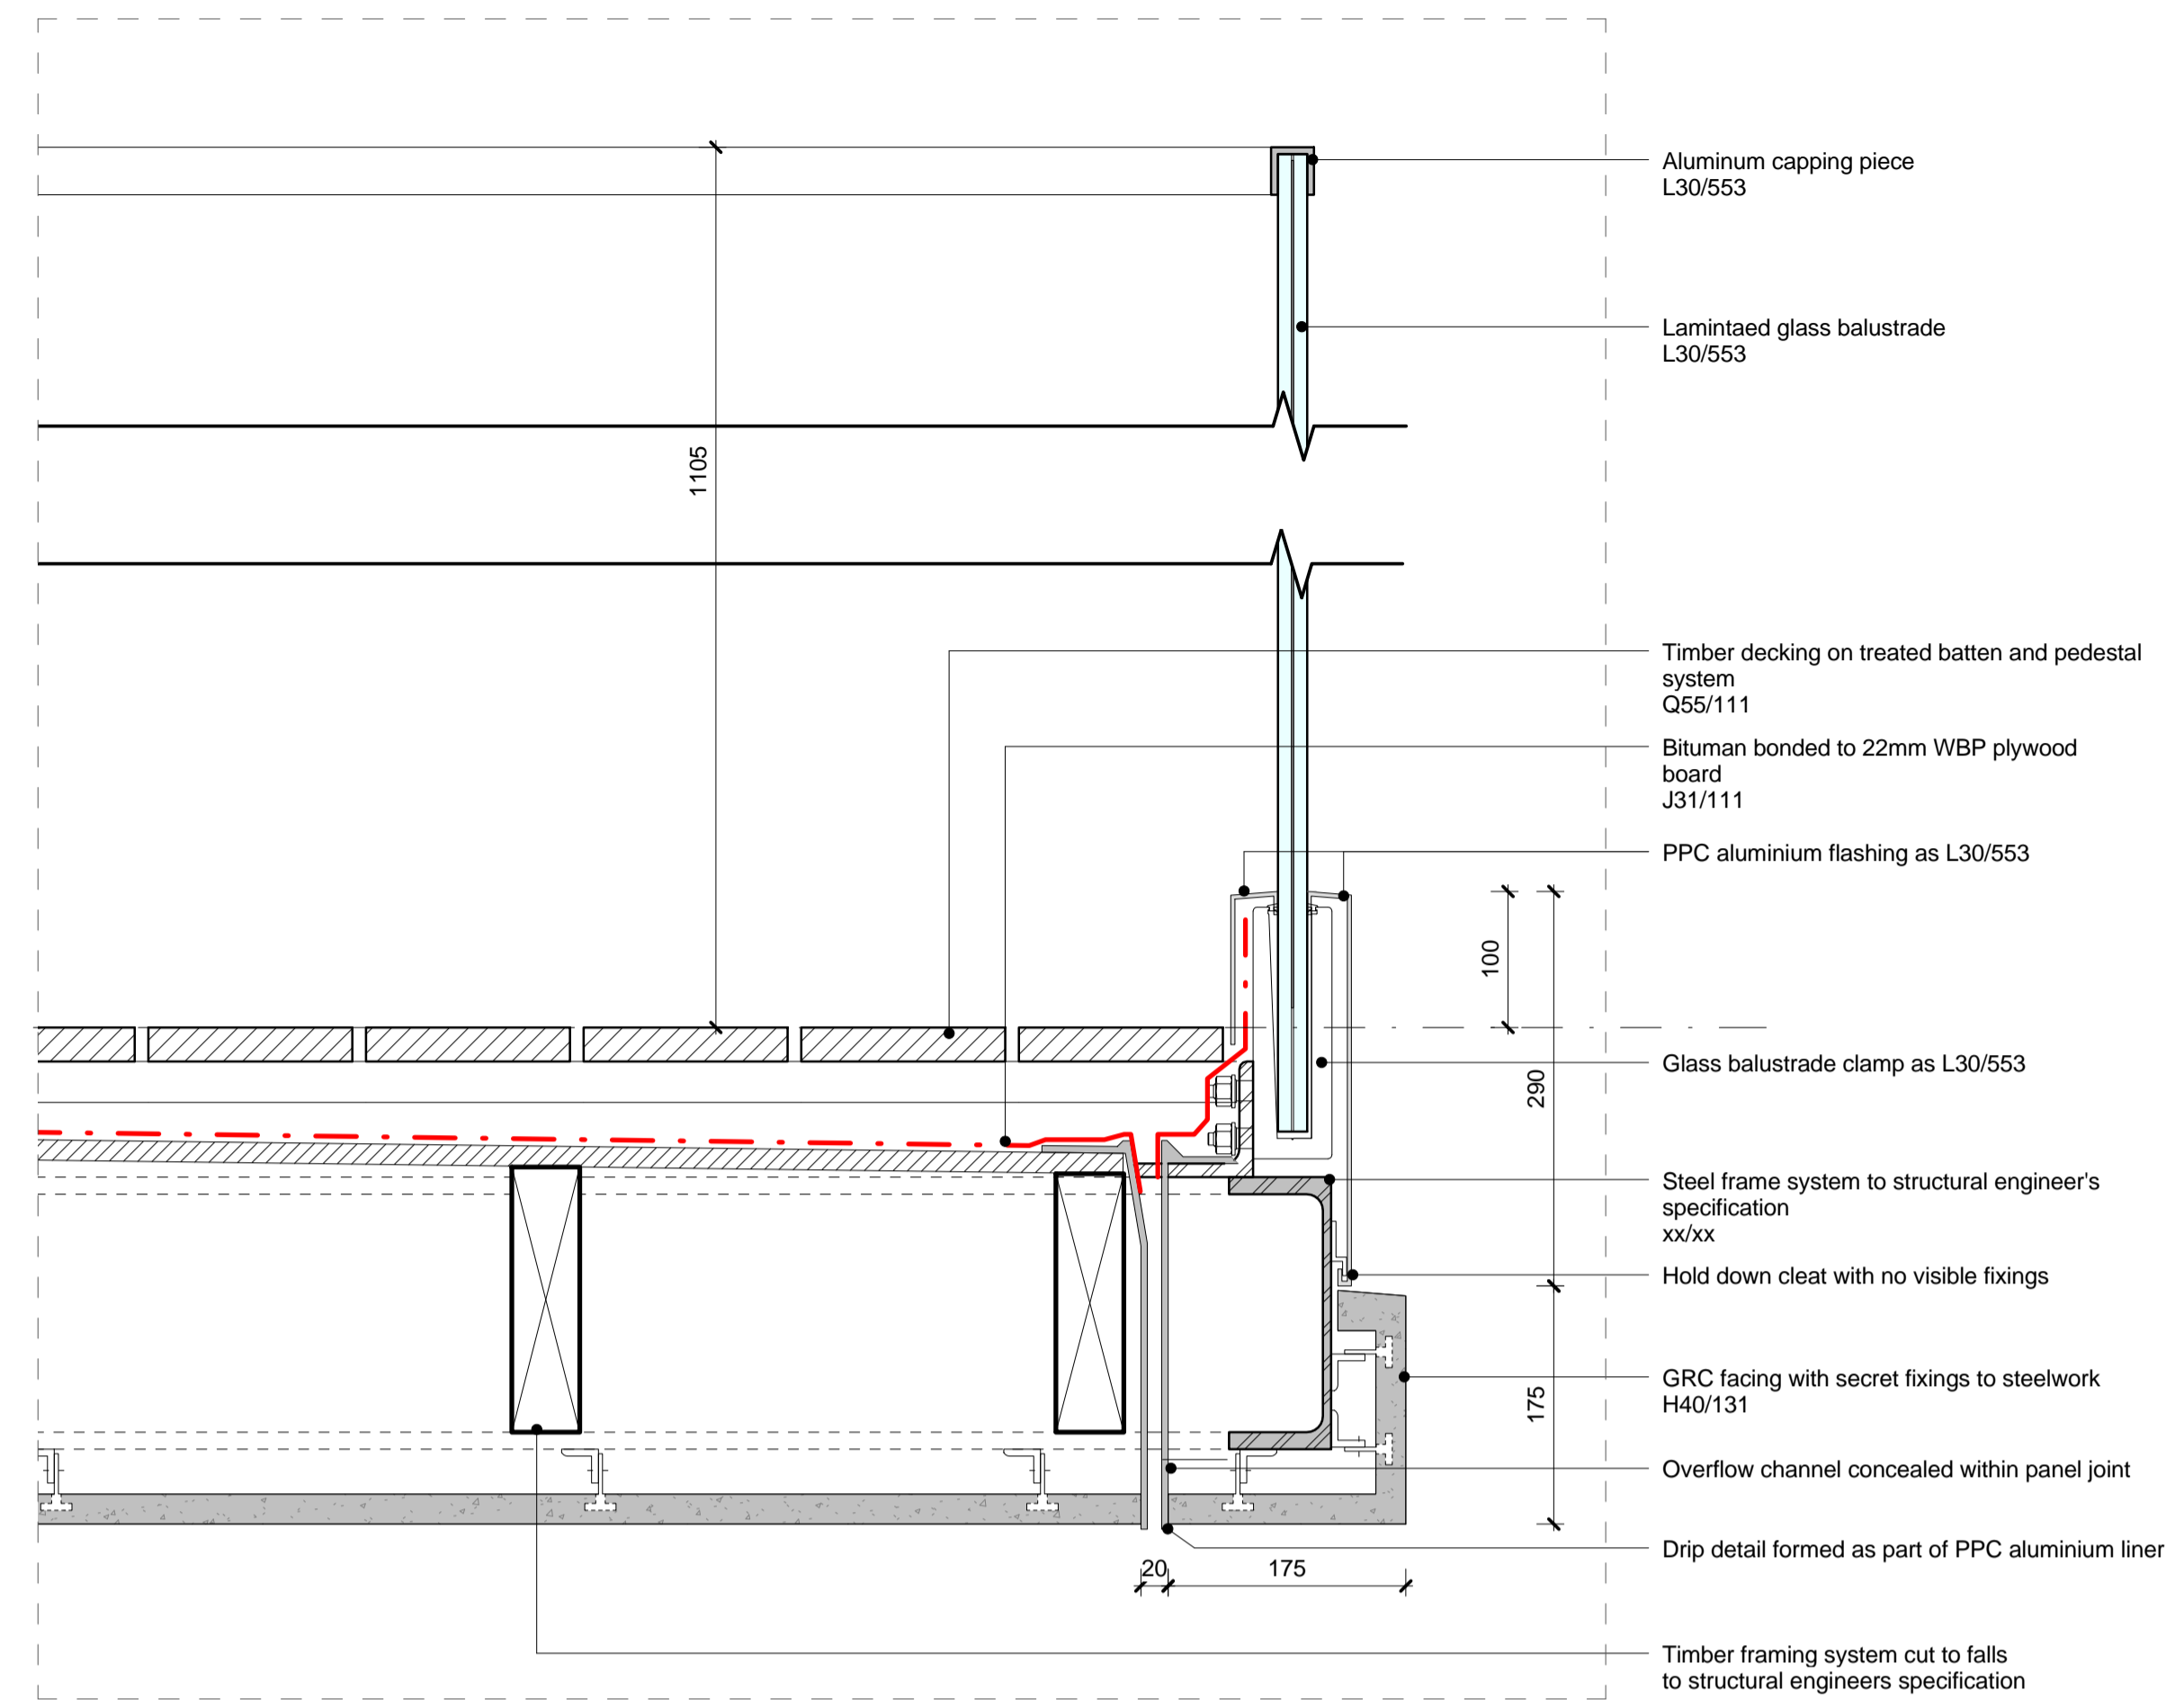 Aluminum capping piece
L30/553
Lamintaed glass balustrade
L30/553
1105
Timber decking on treated batten and pedestal
system
Q55/111
Bituman bonded to 22mm WBP plywood
board
J31/111
PPC aluminium flashing as L30/553
100
290
Glass balustrade clamp as L30/553
Steel frame system to structural engineer's
specification
xx/xx
Hold down cleat with no visible fixings
GRC facing with secret fixings to steelwork
H40/131
175
Overflow channel concealed within panel joint
Drip detail formed as part of PPC aluminium liner
20
175
Timber framing system cut to falls
to structural engineers specification